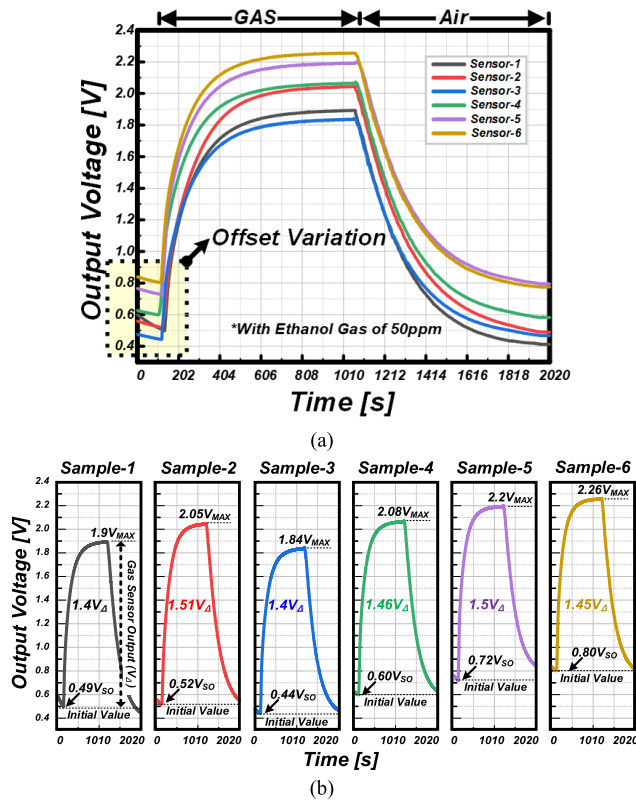 GAS Air
Output Voltage [V]
2.4
2.2
2.0
1.8
1.6
1.4
1.2
1.0
0.8
0.6
0.4
Sensor-1
Sensor-2
Sensor-3
Sensor-4
Sensor-5
Sensor-6
Offset Variation
*With Ethanol Gas of 50ppm
0 202 404 606 808 1010 1212 1414 1616 1818 2020
Time [s]
(a)
Sample-1 Sample-2 Sample-3 Sample-4 Sample-5 Sample-6
Output Voltage [V]
2.4
2.2
2.0
1.8
1.6
1.4
1.2
1.0
0.8
0.6
0.4
1.9VMAX
1.4VΔ
Gas Sensor Output (VΔ)
0.49VSO
Initial Value
2.05VMAX
1.51VΔ
0.52VSO
Initial Value
1.84VMAX
1.4VΔ
0.44VSO
Initial Value
2.08VMAX
1.46VΔ
0.60VSO
Initial Value
2.2VMAX
1.5VΔ
0.72VSO
Initial Value
2.26VMAX
1.45VΔ
0.80VSO
Initial Value
1010 2020 1010 2020 1010 2020 1010 2020 1010 2020 1010 2020
Time [s]
(b)